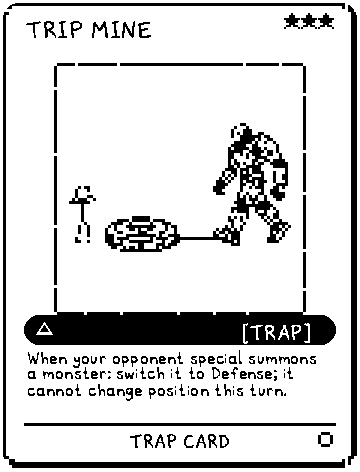 TRIP MINE
[TRAP]
When your opponent special summons
a monster: switch it to Defense; it
cannot change position this turn.
TRAP CARD